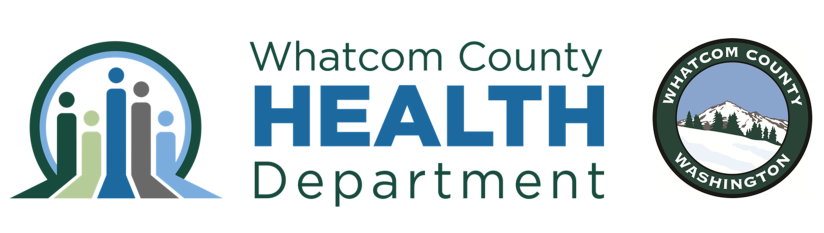 Whatcom County
HEALTH
Department
WHATCOM COUNTY
WASHINGTON